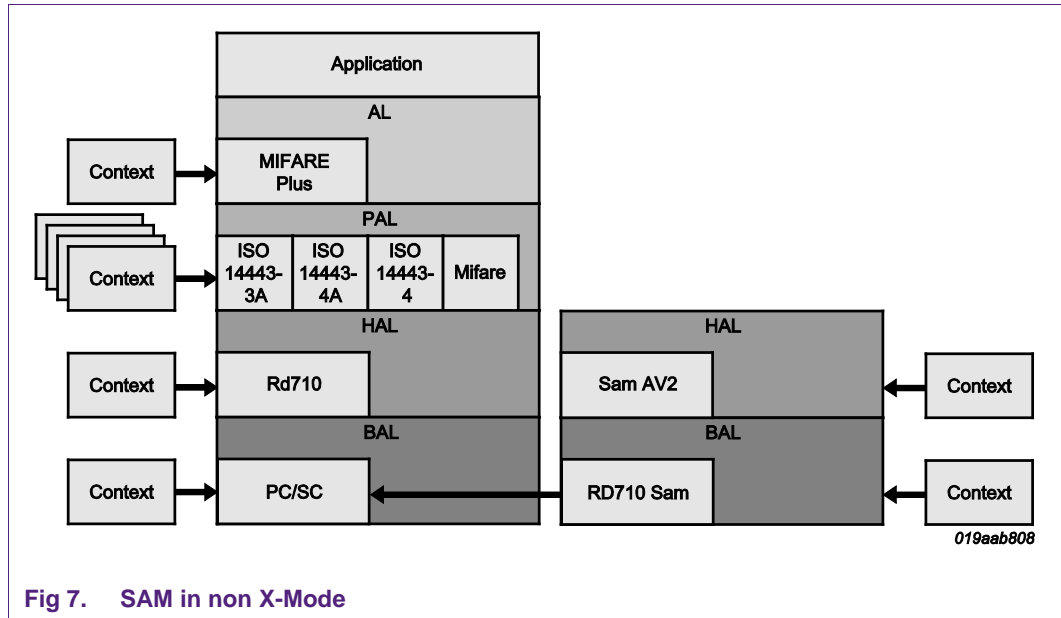 Application
AL
Context
MIFARE
Plus
PAL
Context
ISO
14443-
3A
ISO
14443-
4A
ISO
14443-
4
Mifare
HAL
HAL
Context
Rd710
Sam AV2
Context
BAL
BAL
Context
PC/SC
RD710 Sam
Context
019aab808
Fig 7. SAM in non X-Mode